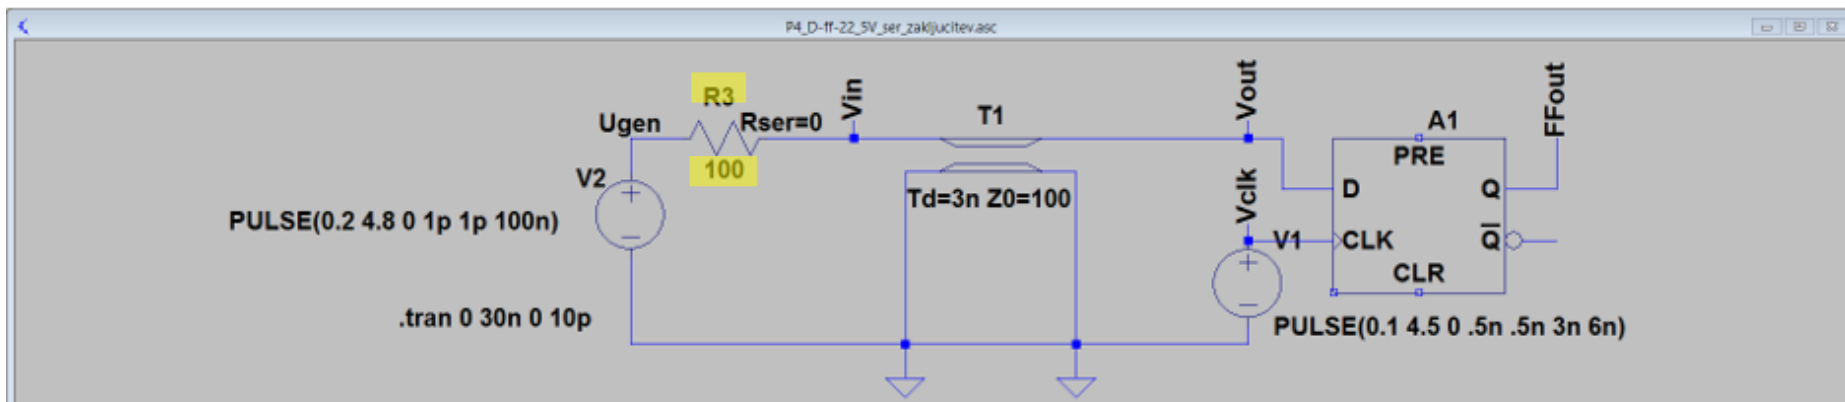 P4_D-ff-22_5V_ser_zakljucitev.asc
R3
Ugen
Rser=0
100
Vin
T1
Td=3n Z0=100
Vout
Vclk
A1
PRE
D
Q
CLK
Q
CLR
FFout
V2
PULSE(0.2 4.8 0 1p 1p 100n)
V1
PULSE(0.1 4.5 0 .5n .5n 3n 6n)
.tran 0 30n 0 10p